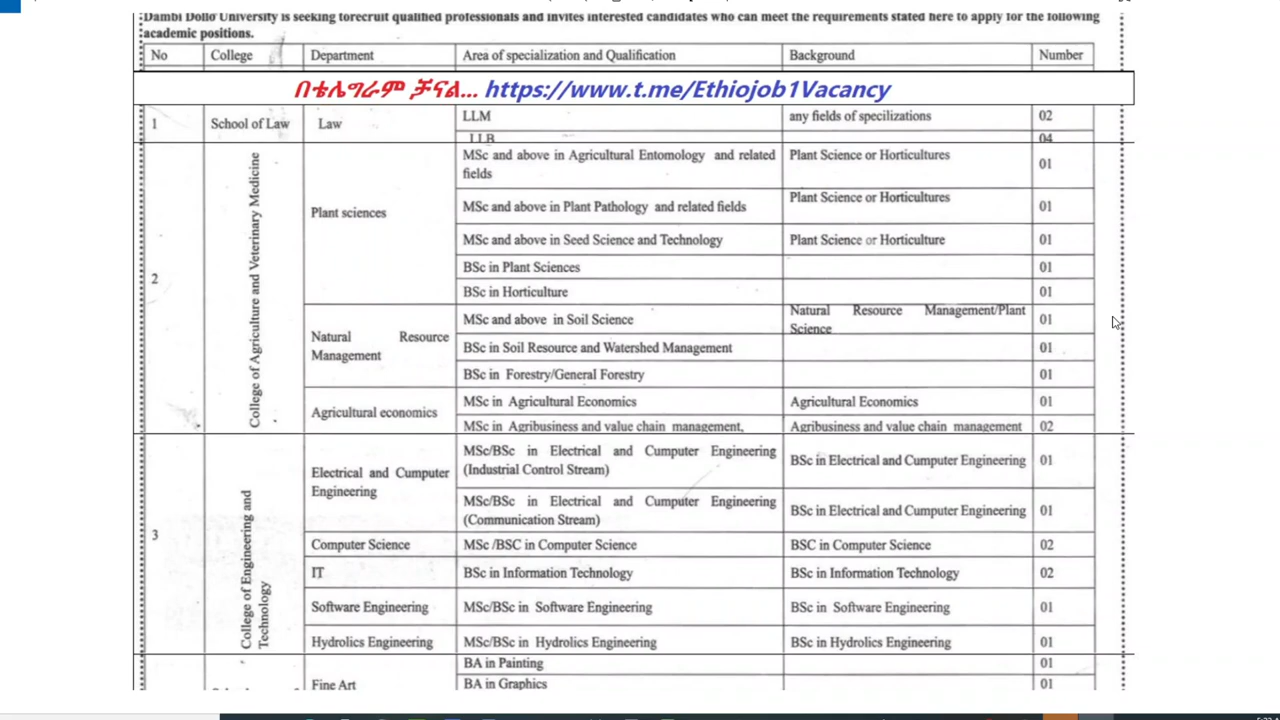 Dambi Dollo University is seeking torecruit qualified professionals and invites interested candidates who can meet the requirements stated here to apply for the following
academic positions.
No College Department Area of specialization and Qualification Background Number
በቴሌግራም ቻናል... https://www.t.me/Ethiojob1Vacancy
1 School of Law Law LLM any fields of specilizations 02
LLB 04
2 College of Agriculture and Veterinary Medicine
Plant sciences
MSc and above in Agricultural Entomology and related
fields
Plant Science or Horticultures 01
MSc and above in Plant Pathology and related fields Plant Science or Horticultures 01
MSc and above in Seed Science and Technology Plant Science or Horticulture 01
BSc in Plant Sciences 01
BSc in Horticulture 01
Natural Resource
Management
MSc and above in Soil Science
Natural Resource Management/Plant
Science
01
BSc in Soil Resource and Watershed Management 01
BSc in Forestry/General Forestry 01
Agricultural economics
MSc in Agricultural Economics Agricultural Economics 01
MSc in Agribusiness and value chain management, Agribusiness and value chain management 02
3 College of Engineering and
Technology
Electrical and Cumputer
Engineering
MSc/BSc in Electrical and Cumputer Engineering
(Industrial Control Stream)
BSc in Electrical and Cumputer Engineering 01
MSc/BSc in Electrical and Cumputer Engineering
(Communication Stream)
BSc in Electrical and Cumputer Engineering 01
Computer Science MSc /BSC in Computer Science BSC in Computer Science 02
IT BSc in Information Technology BSc in Information Technology 02
Software Engineering MSc/BSc in Software Engineering BSc in Software Engineering 01
Hydrolics Engineering MSc/BSc in Hydrolics Engineering BSc in Hydrolics Engineering 01
Fine Art
BA in Painting 01
BA in Graphics 01